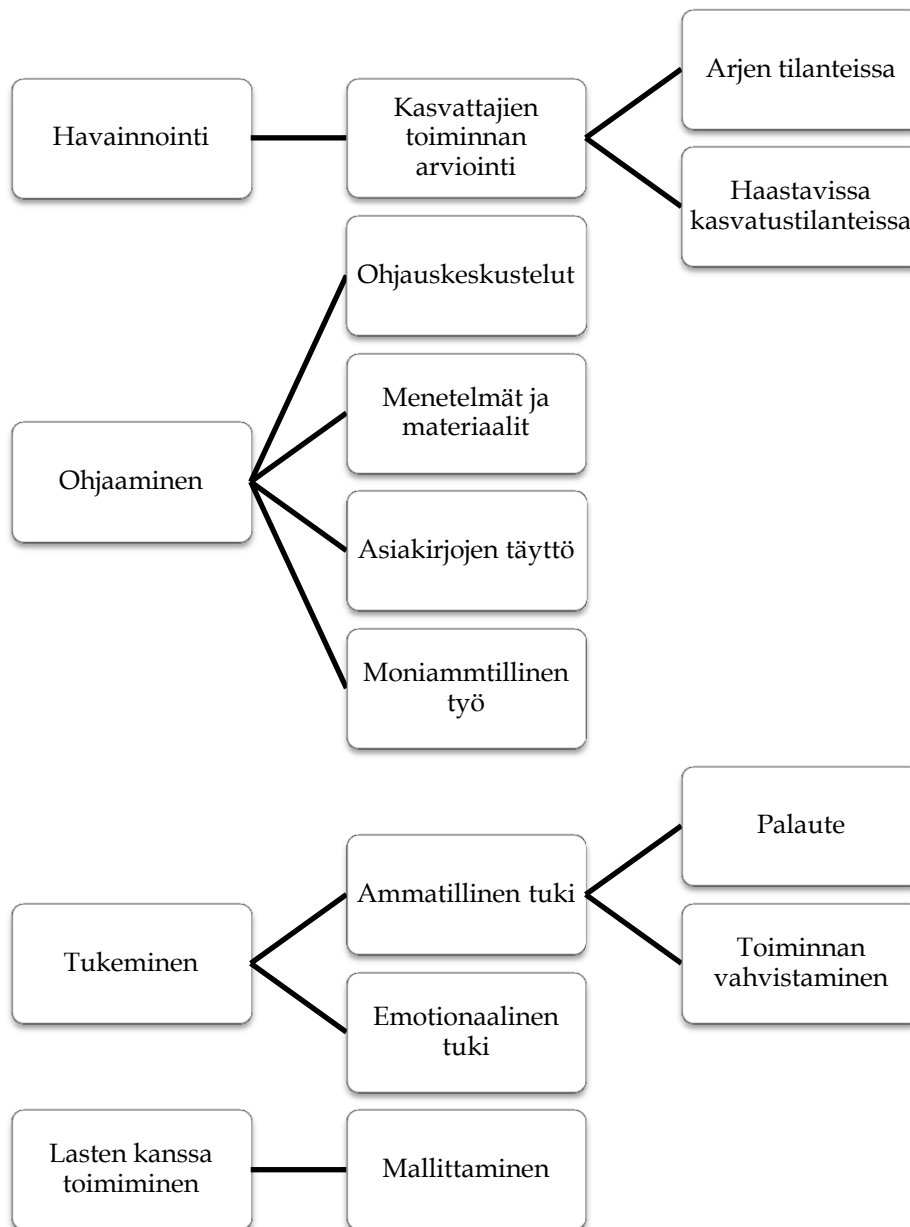 Havainnointi
Kasvattajien
toiminnan
arviointi
Arjen tilanteissa
Haastavissa
kasvatustilanteissa
Ohjaaminen
Ohjauskeskustelut
Menetelmät ja
materiaalit
Asiakirjojen täyttö
Moniammtillinen
työ
Tukeminen
Ammatillinen tuki
Palaute
Toiminnan
vahvistaminen
Emotionaalinen
tuki
Lasten kanssa
toimiminen
Mallittaminen